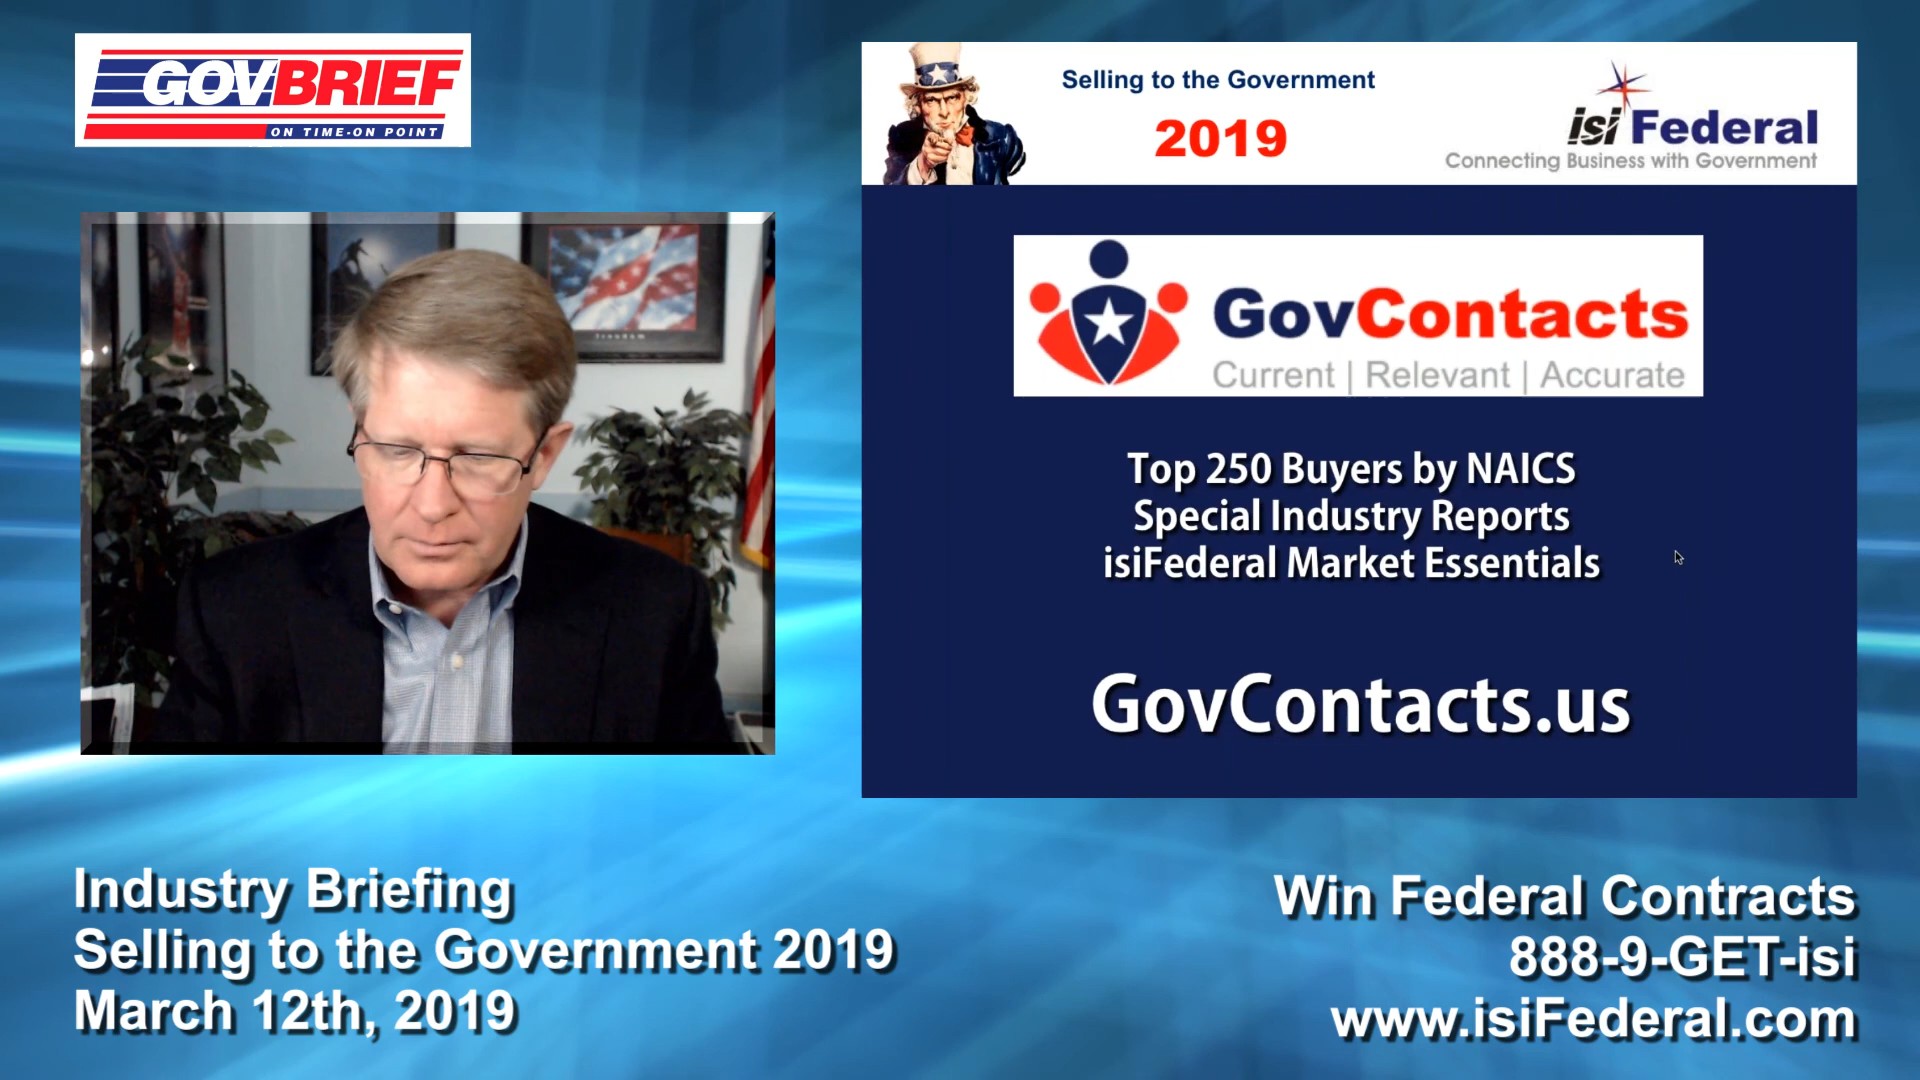 GOVBRIEF
ON TIME-ON POINT
Selling to the Government
2019
isi Federal
Connecting Business with Government
GovContacts
Current | Relevant | Accurate
Top 250 Buyers by NAICS
Special Industry Reports
isiFederal Market Essentials
GovContacts.us
freedom
Industry Briefing
Selling to the Government 2019
March 12th, 2019
Win Federal Contracts
888-9-GET-isi
www.isiFederal.com